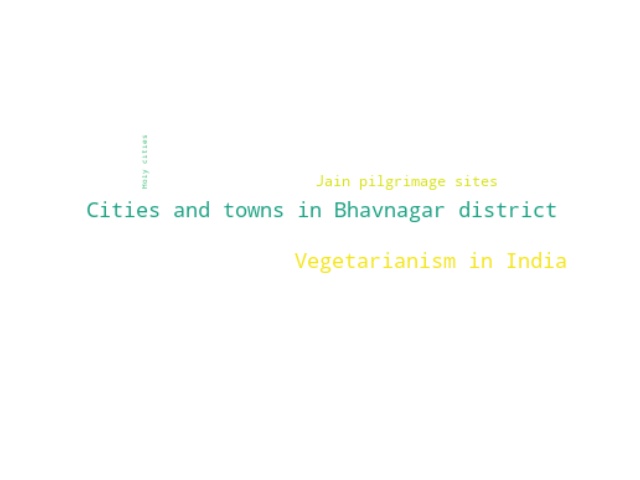 Holy cities
Jain pilgrimage sites
Cities and towns in Bhavnagar district
Vegetarianism in India